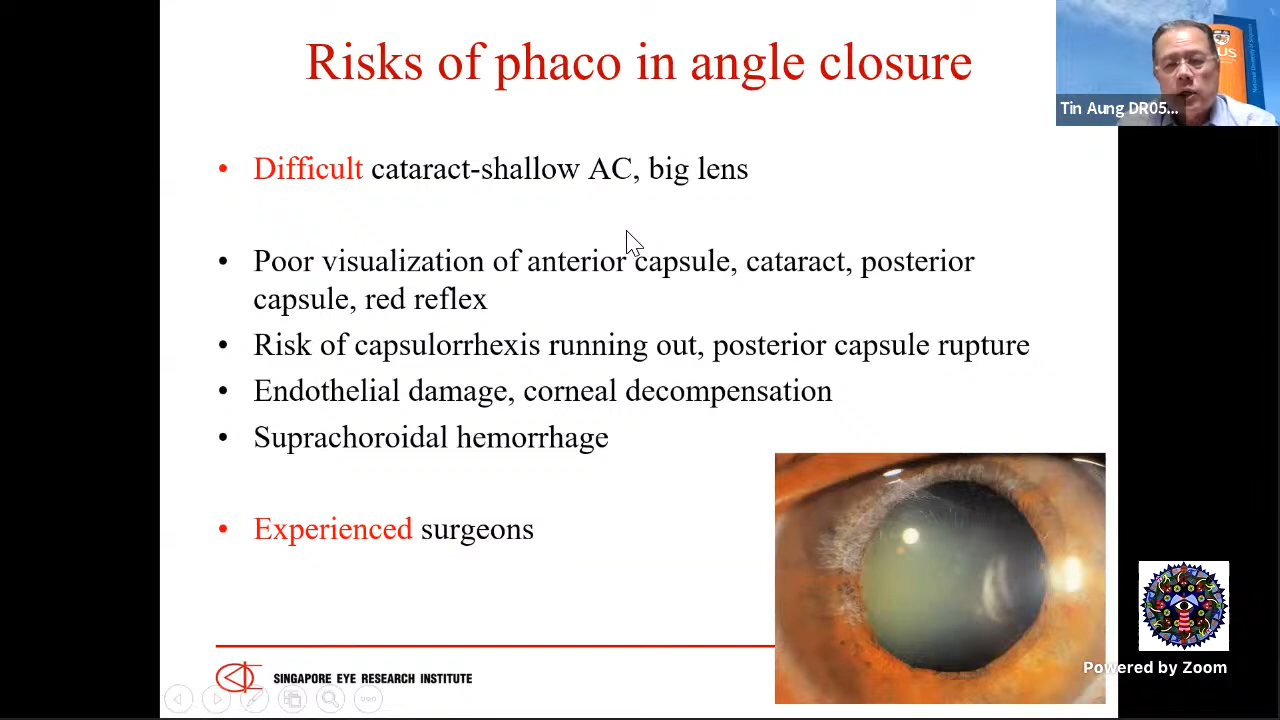 Risks of phaco in angle closure
US
Tin Aung DR05...
• Difficult cataract-shallow AC, big lens
• Poor visualization of anterior capsule, cataract, posterior
capsule, red reflex
• Risk of capsulorrhexis running out, posterior capsule rupture
• Endothelial damage, corneal decompensation
• Suprachoroidal hemorrhage
• Experienced surgeons
SINGAPORE EYE RESEARCH INSTITUTE
Powered by Zoom